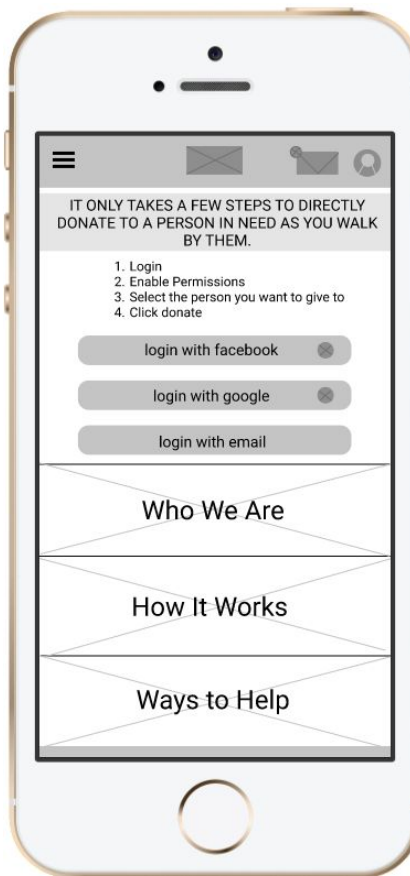 IT ONLY TAKES A FEW STEPS TO DIRECTLY
DONATE TO A PERSON IN NEED AS YOU WALK
BY THEM.
1. Login
2. Enable Permissions
3. Select the person you want to give to
4. Click donate
login with facebook
login with google
login with email
Who We Are
How It Works
Ways to Help